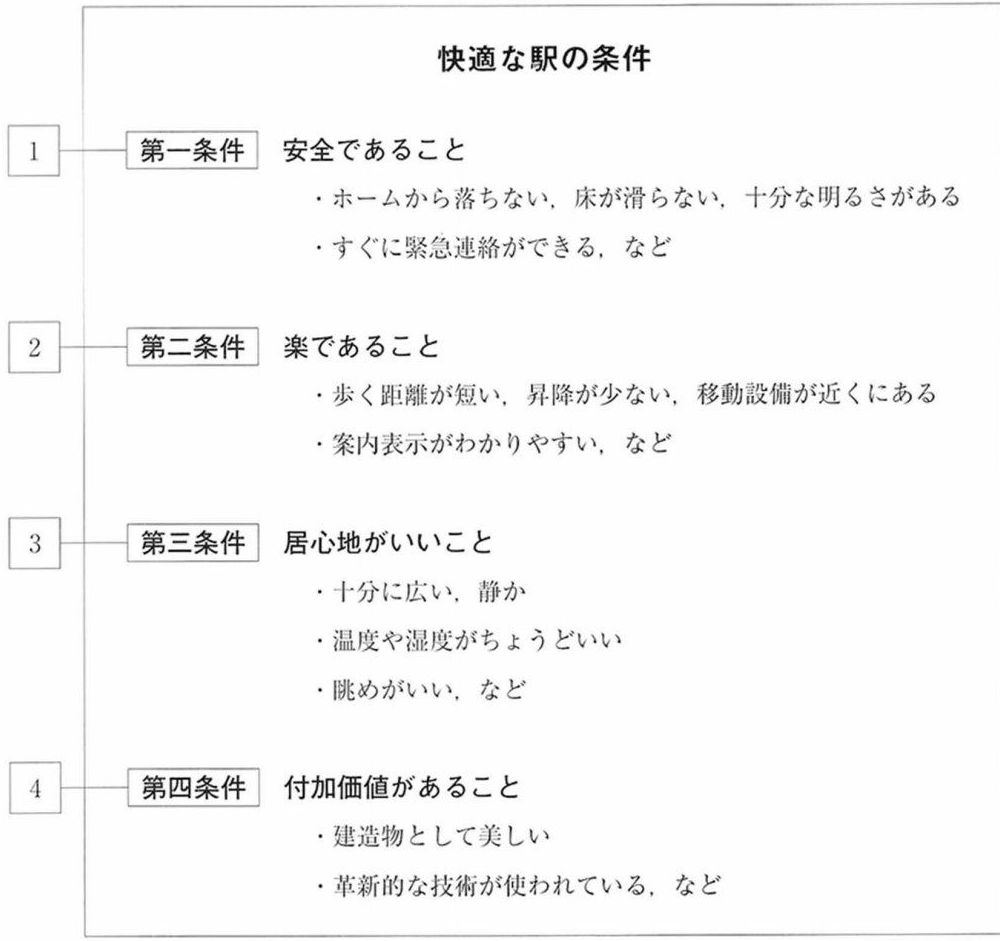 快適な駅の条件
1 第一条件 安全であること
・ホームから落ちない，床が滑らない，十分な明るさがある
・すぐに緊急連絡ができる，など
2 第二条件 楽であること
・歩く距離が短い，昇降が少ない，移動設備が近くにある
・案内表示がわかりやすい，など
3 第三条件 居心地がいいこと
・十分に広い，静か
・温度や湿度がちょうどいい
・眺めがいい，など
4 第四条件 付加価値があること
・建造物として美しい
・革新的な技術が使われている，など